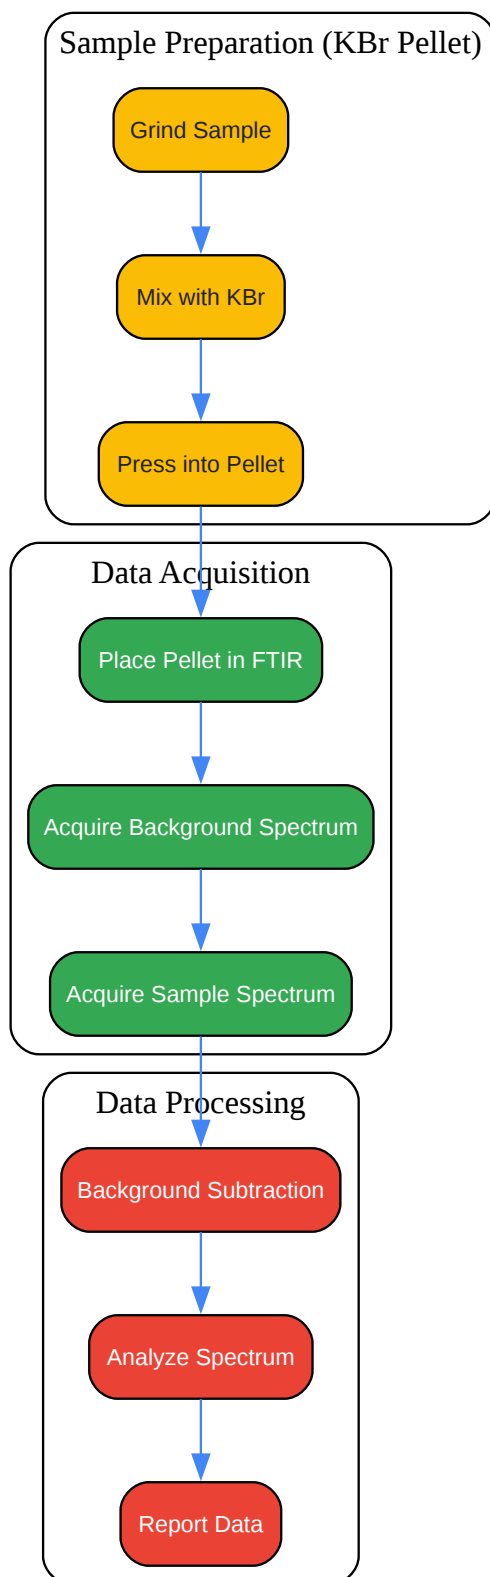 Sample Preparation (KBr Pellet)
Grind Sample
Mix with KBr
Press into Pellet
Data Acquisition
Place Pellet in FTIR
Acquire Background Spectrum
Acquire Sample Spectrum
Data Processing
Background Subtraction
Analyze Spectrum
Report Data